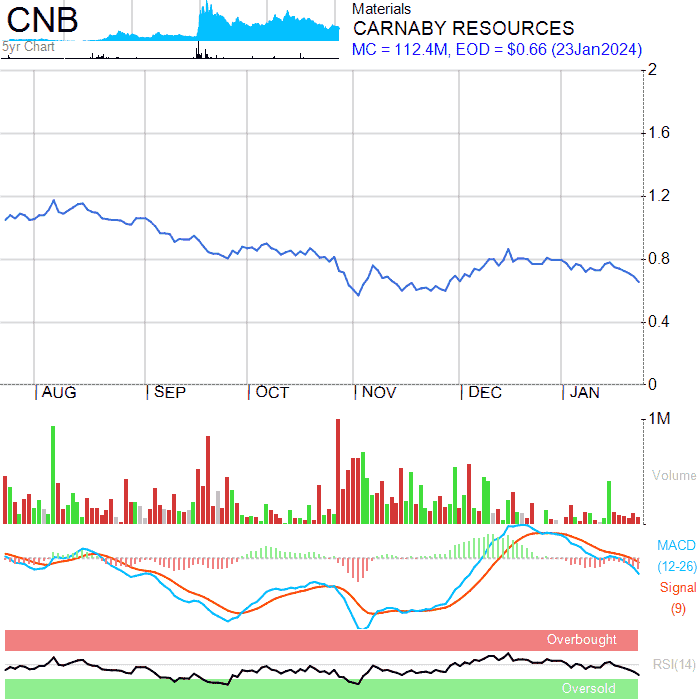 CNB
5yr Chart
Materials
CARNABY RESOURCES
MC = 112.4M, EOD = $0.66 (23Jan2024)
2
1.6
1.2
0.8
0.4
0
AUG SEP OCT NOV DEC JAN
1M
Volume
MACD
(12-26)
Signal
(9)
Overbought
RSI(14)
Oversold